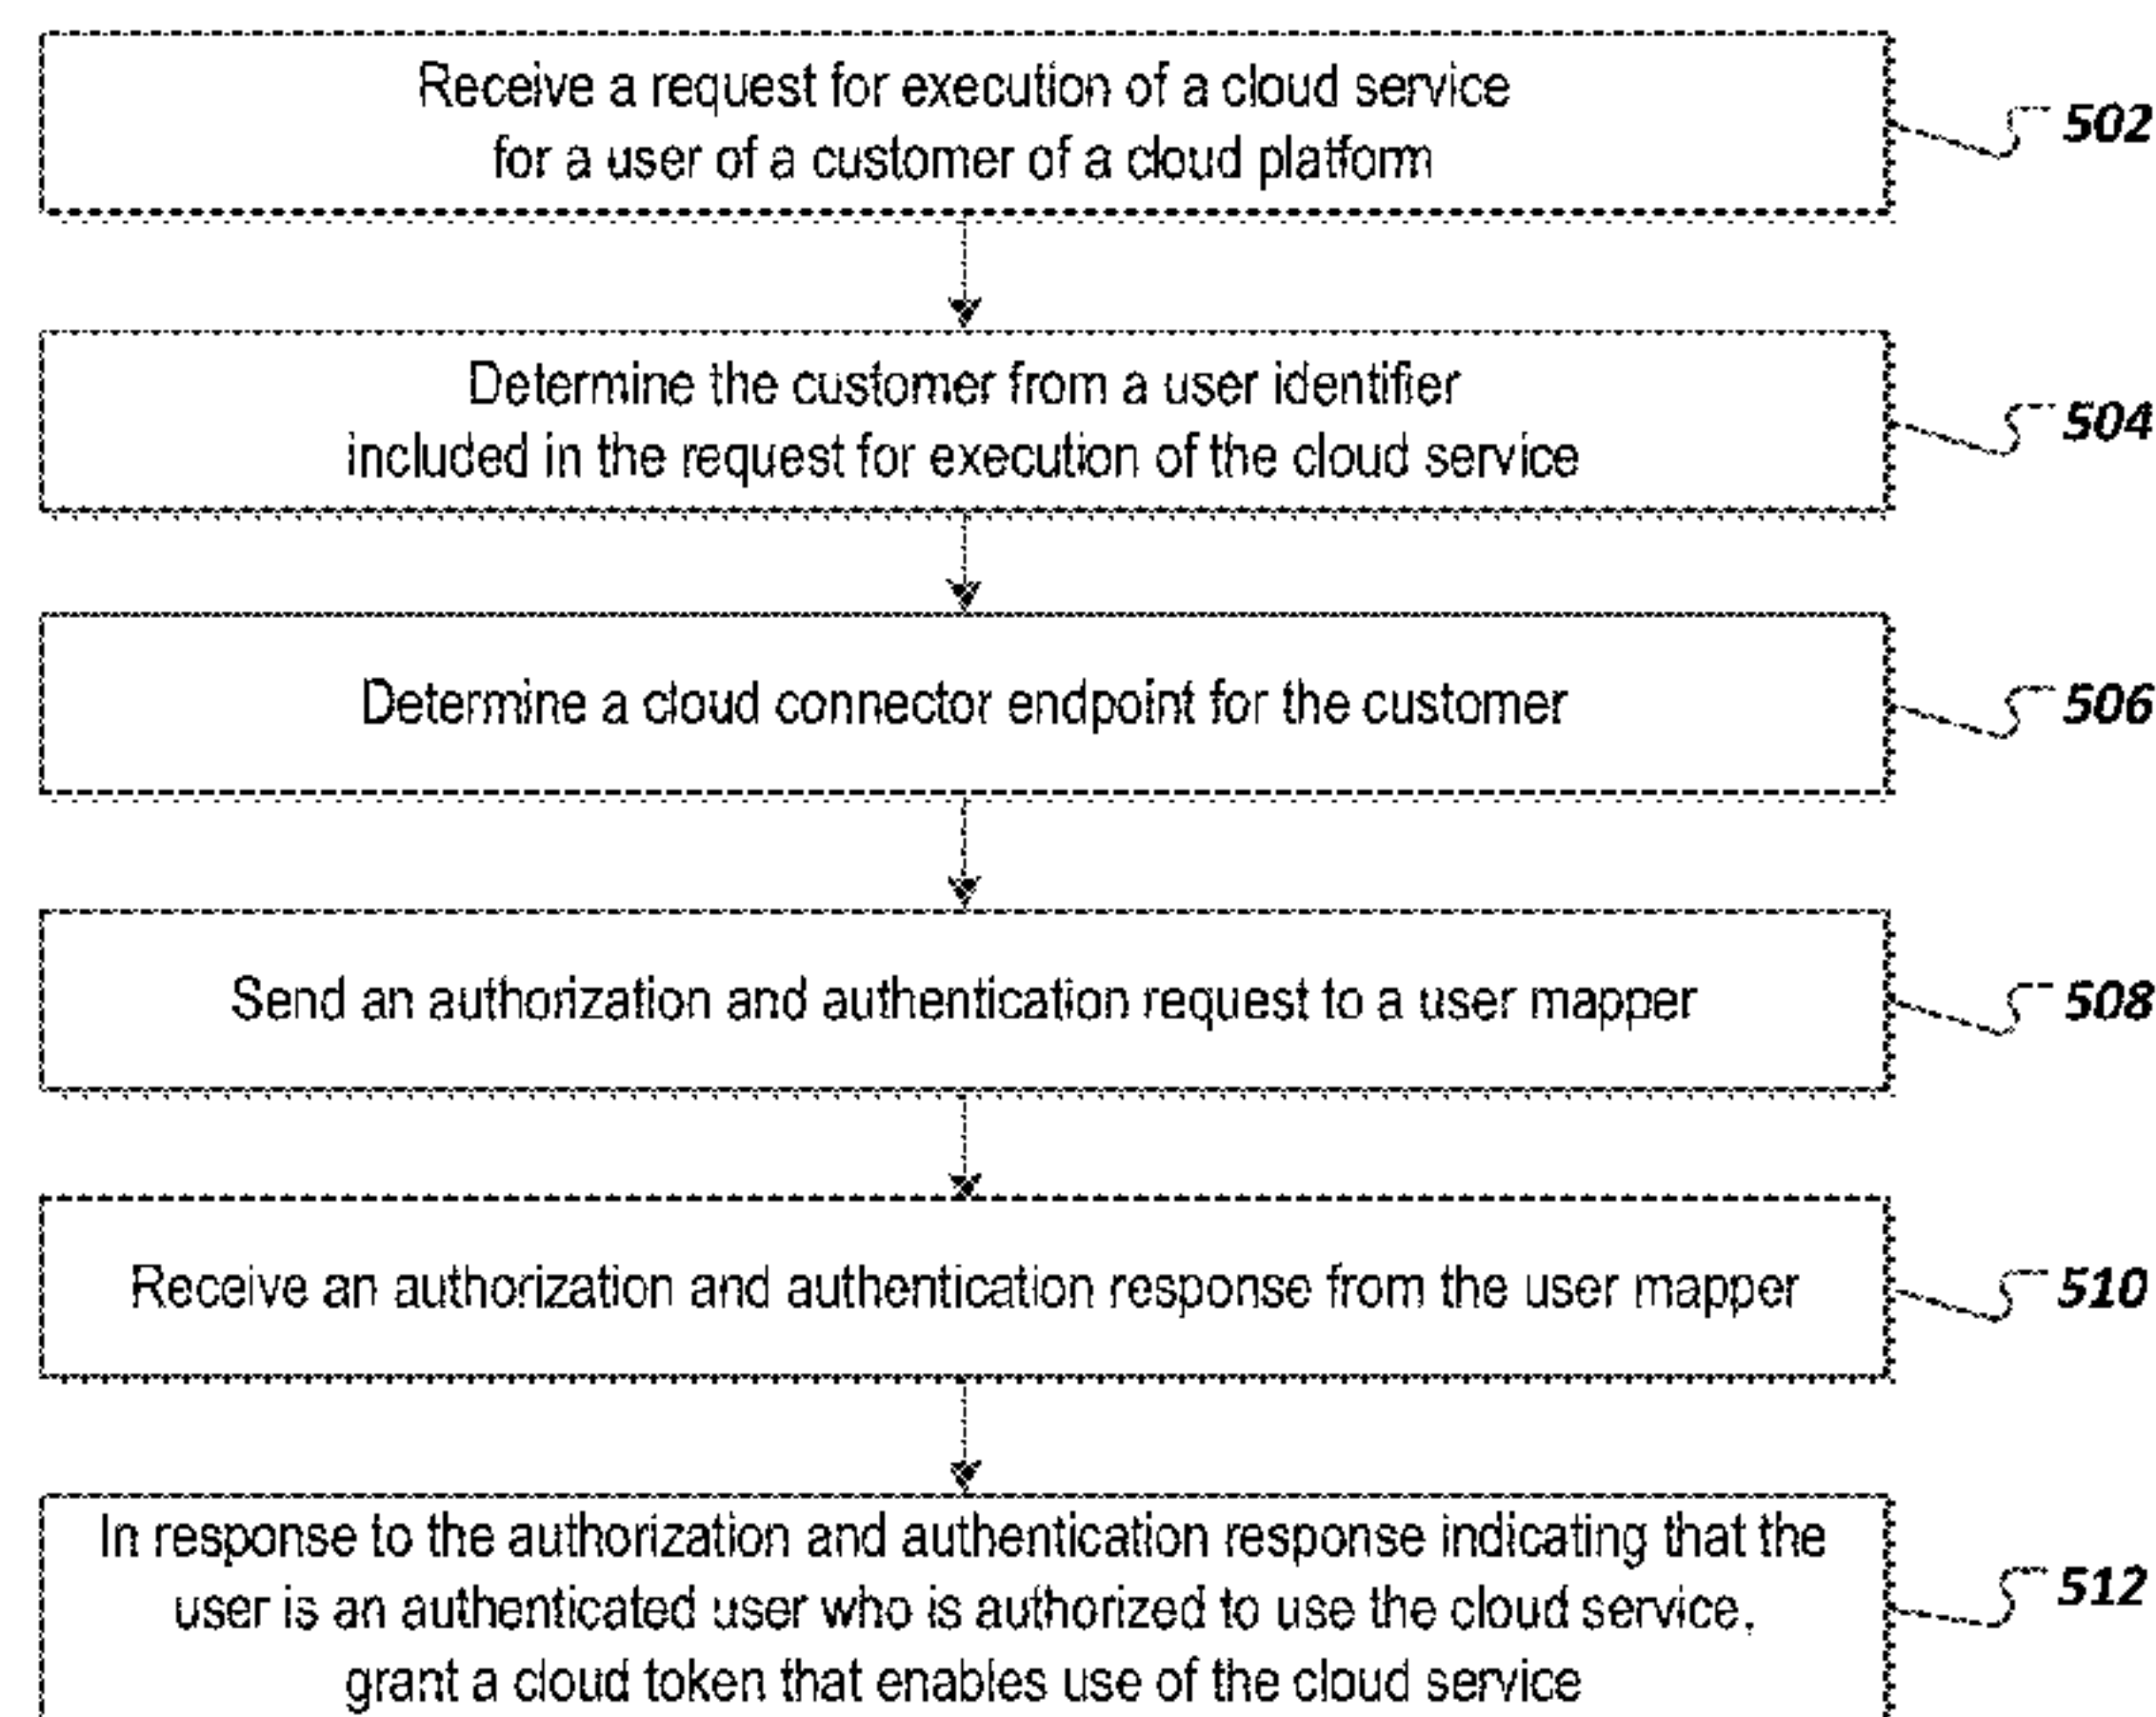 Receive a request for execution of a cloud service
for a user of a customer of a cloud platform
502
Determine the customer from a user identifier
included in the request for execution of the cloud service
504
Determine a cloud connector endpoint for the customer
506
Send an authorization and authentication request to a user mapper
508
Receive an authorization and authentication response from the user mapper
510
In response to the authorization and authentication response indicating that the
user is an authenticated user who is authorized to use the cloud service,
grant a cloud token that enables use of the cloud service
512